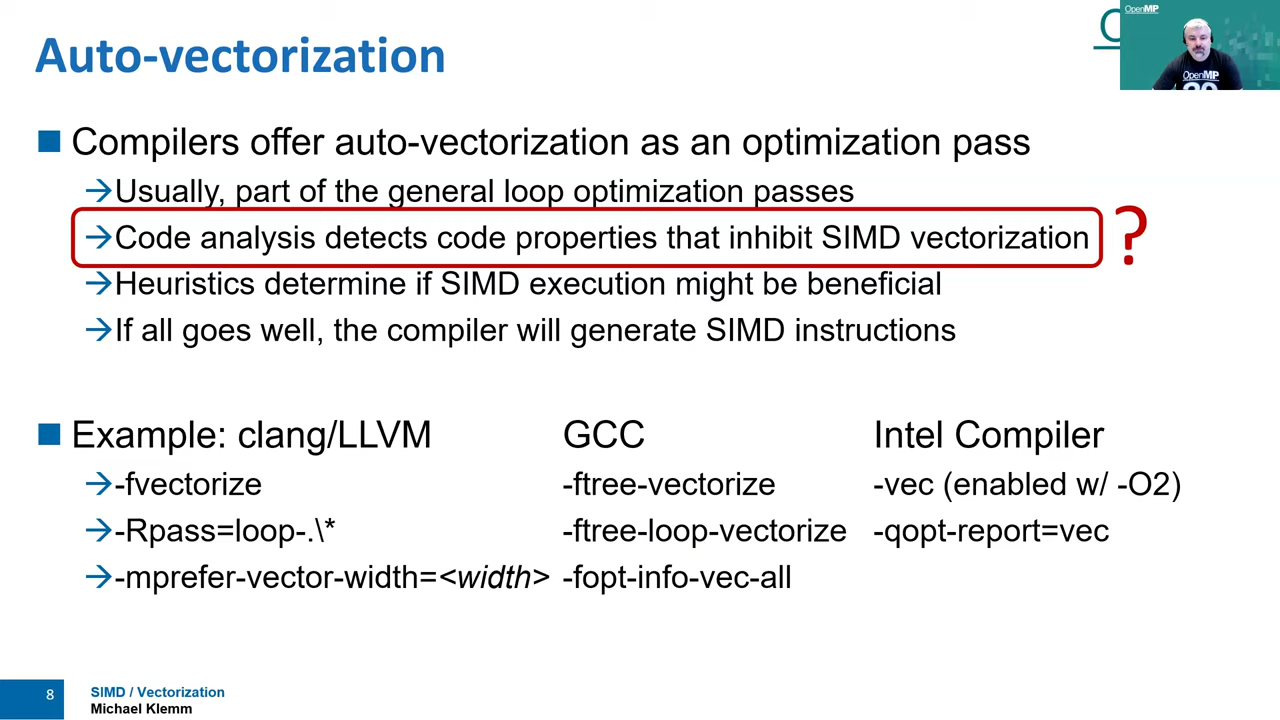 Auto-vectorization
OpenMP
OpenMP
Compilers offer auto-vectorization as an optimization pass
→Usually, part of the general loop optimization passes
→Code analysis detects code properties that inhibit SIMD vectorization
?
→Heuristics determine if SIMD execution might be beneficial
→If all goes well, the compiler will generate SIMD instructions
Example: clang/LLVM GCC Intel Compiler
→-fvectorize -ftree-vectorize -vec (enabled w/ -O2)
→-Rpass=loop-.\* -ftree-loop-vectorize -qopt-report=vec
→-mprefer-vector-width=<width> -fopt-info-vec-all
8
SIMD / Vectorization
Michael Klemm